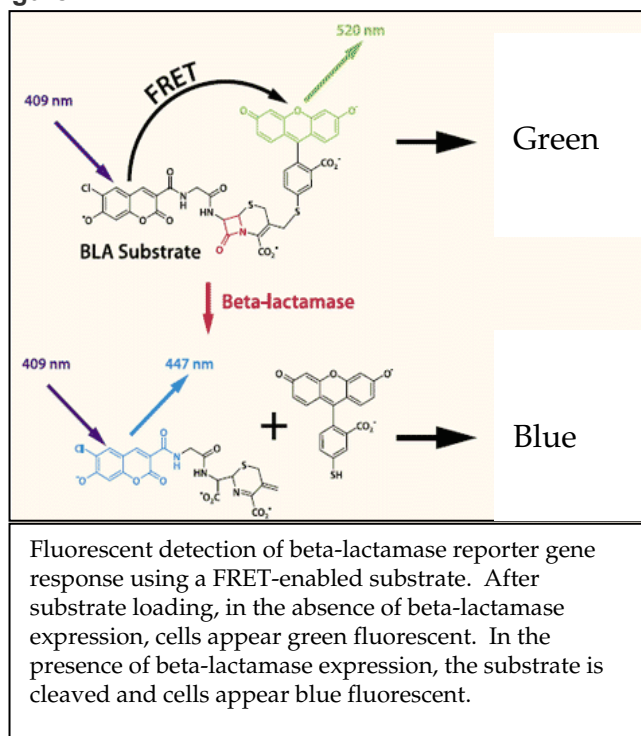 520 nm
409 nm
FRET
Green
BLA Substrate
Beta-lactamase
409 nm
447 nm
+
Blue
Fluorescent detection of beta-lactamase reporter gene
response using a FRET-enabled substrate. After
substrate loading, in the absence of beta-lactamase
expression, cells appear green fluorescent. In the
presence of beta-lactamase expression, the substrate is
cleaved and cells appear blue fluorescent.